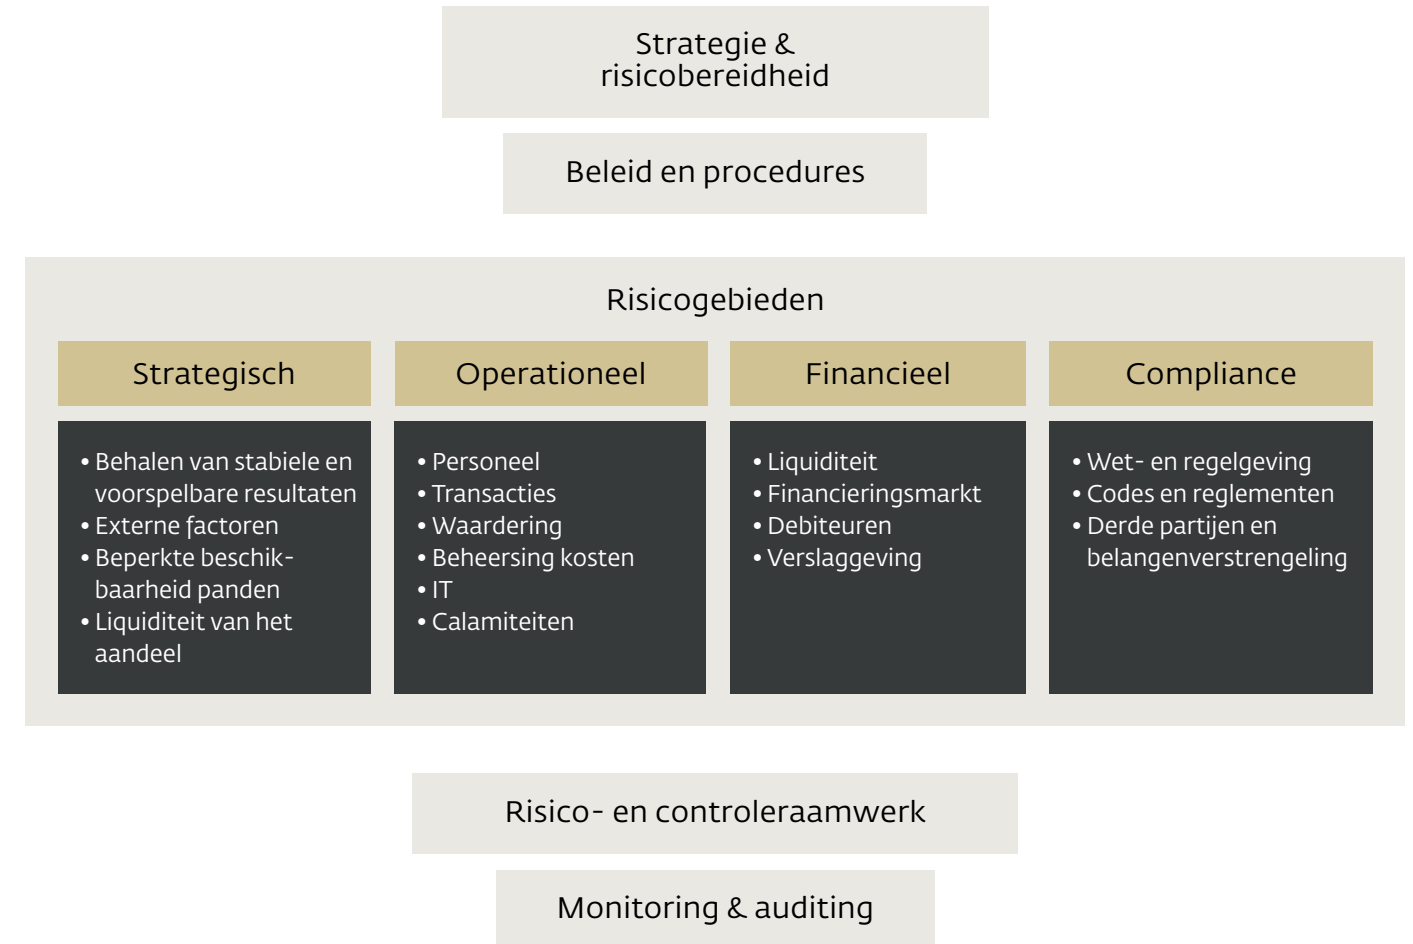 Strategie &
risicobereidheid
Beleid en procedures
Risicogebieden
Strategisch
• Behalen van stabiele en
voorspelbare resultaten
• Externe factoren
• Beperkte beschik-
baarheid panden
• Liquiditeit van het
aandeel
Operationeel
• Personeel
• Transacties
• Waardering
• Beheersing kosten
• IT
• Calamiteiten
Financieel
• Liquiditeit
• Financieringsmarkt
• Debiteuren
• Verslaggeving
Compliance
• Wet- en regelgeving
• Codes en reglementen
• Derde partijen en
belangenverstrengeling
Risico- en controleraamwerk
Monitoring & auditing